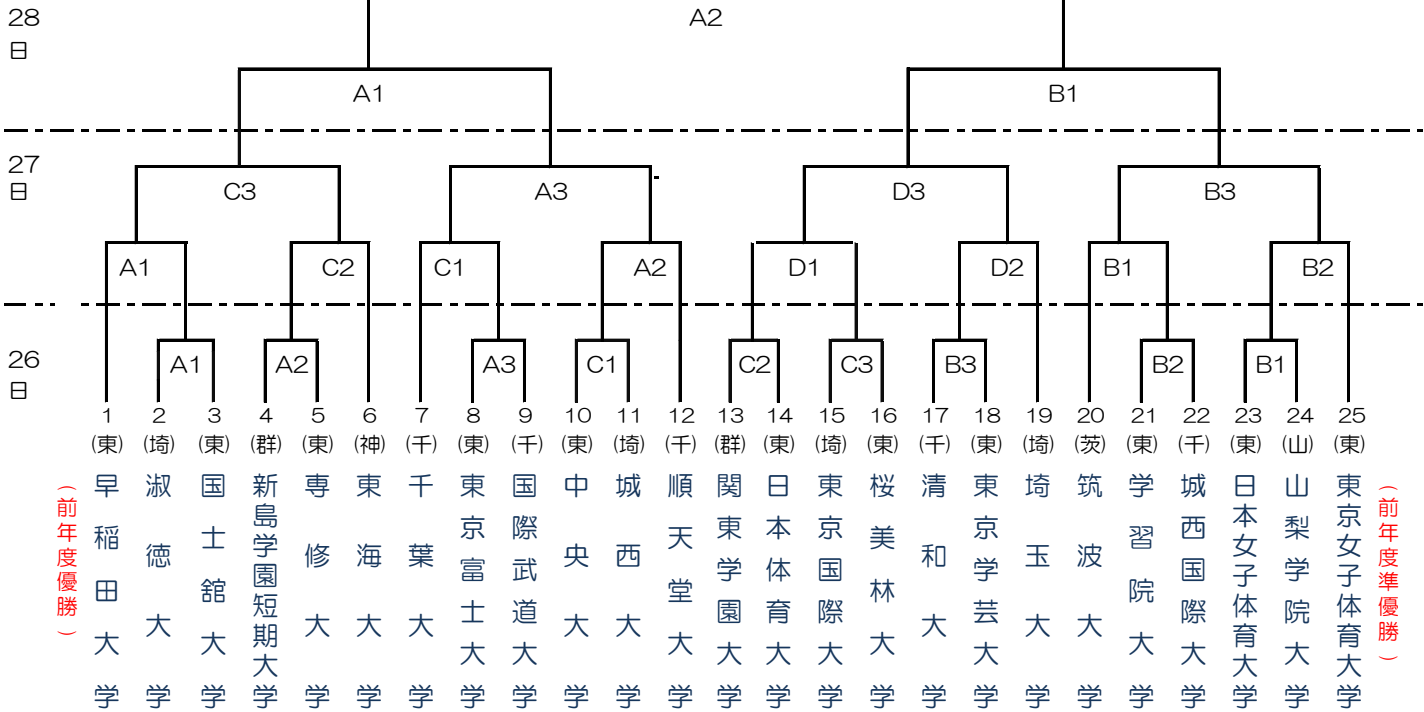 28
日
A2
A1
B1
27
日
C3
A3
D3
B3
A1
C2
C1
A2
D1
D2
B1
B2
26
日
A1
A2
A3
C1
C2
C3
B3
B2
B1
1 2 3 4 5 6 7 8 9 10 11 12 13 14 15 16 17 18 19 20 21 22 23 24 25
(東) (埼) (東) (群) (東) (神) (千) (東) (千) (東) (埼) (千) (群) (東) (埼) (東) (千) (東) (埼) (茨) (東) (千) (東) (山) (東)
(前年度優勝)
早稲田大学
淑徳大学
国士舘大学
新島学園短期大学
専修大学
東海大学
千葉大学
東京富士大学
国際武道大学
中央大学
城西大学
順天堂大学
関東学園大学
日本体育大学
東京国際大学
桜美林大学
清和大学
東京学芸大学
埼玉大学
筑波大学
学習院大学
城西国際大学
日本女子体育大学
山梨学院大学
東京女子体育大学
(前年度準優勝)